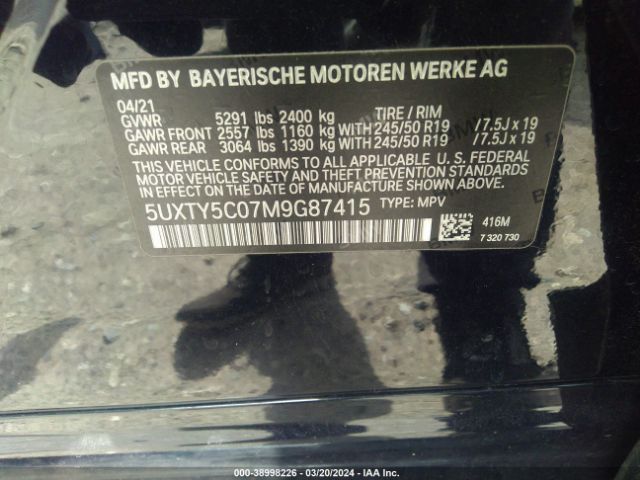 MFD BY BAYERISCHE MOTOREN WERKE AG
04/21
GVWR 5291 lbs 2400 kg TIRE / RIM
GAWR FRONT 2557 lbs 1160 kg WITH 245/50 R19 / 7.5J x 19
GAWR REAR 3064 lbs 1390 kg WITH 245/50 R19 / 7.5J x 19
THIS VEHICLE CONFORMS TO ALL APPLICABLE U. S. FEDERAL
MOTOR VEHICLE SAFETY AND THEFT PREVENTION STANDARDS
IN EFFECT ON THE DATE OF MANUFACTURE SHOWN ABOVE.
5UXTY5C07M9G87415 TYPE: MPV
416M
7 320 730
000-38998226 - 03/20/2024 - IAA Inc.